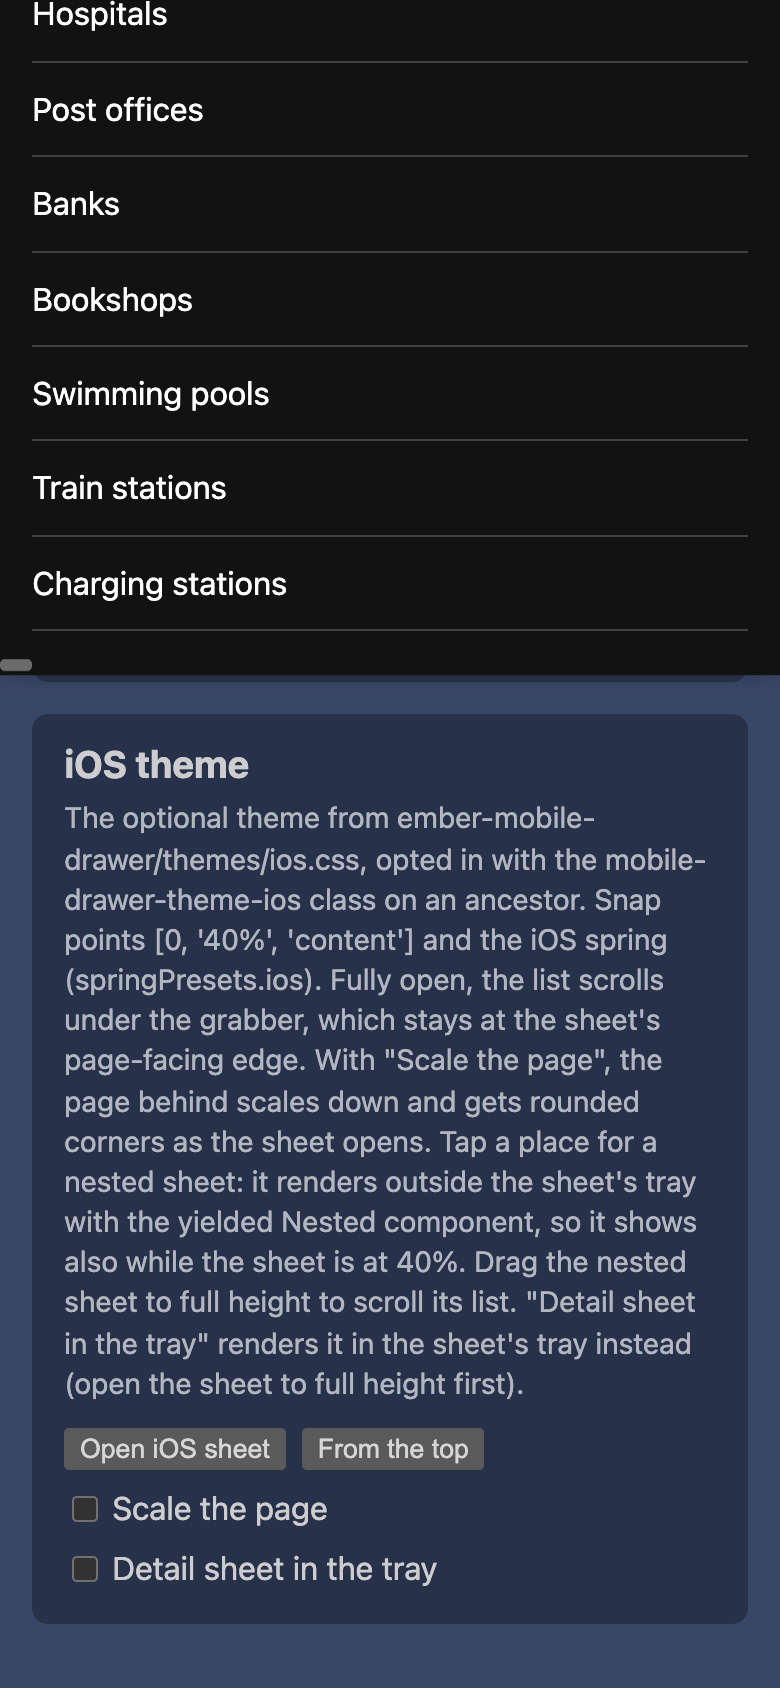 Hospitals
Post offices
Banks
Bookshops
Swimming pools
Train stations
Charging stations
iOS theme
The optional theme from ember-mobile-
drawer/themes/ios.css, opted in with the mobile-
drawer-theme-ios class on an ancestor. Snap
points [0, '40%', 'content'] and the iOS spring
(springPresets.ios). Fully open, the list scrolls
under the grabber, which stays at the sheet's
page-facing edge. With "Scale the page", the
page behind scales down and gets rounded
corners as the sheet opens. Tap a place for a
nested sheet: it renders outside the sheet's tray
with the yielded Nested component, so it shows
also while the sheet is at 40%. Drag the nested
sheet to full height to scroll its list. "Detail sheet
in the tray" renders it in the sheet's tray instead
(open the sheet to full height first).
Open iOS sheet
From the top
Scale the page
Detail sheet in the tray